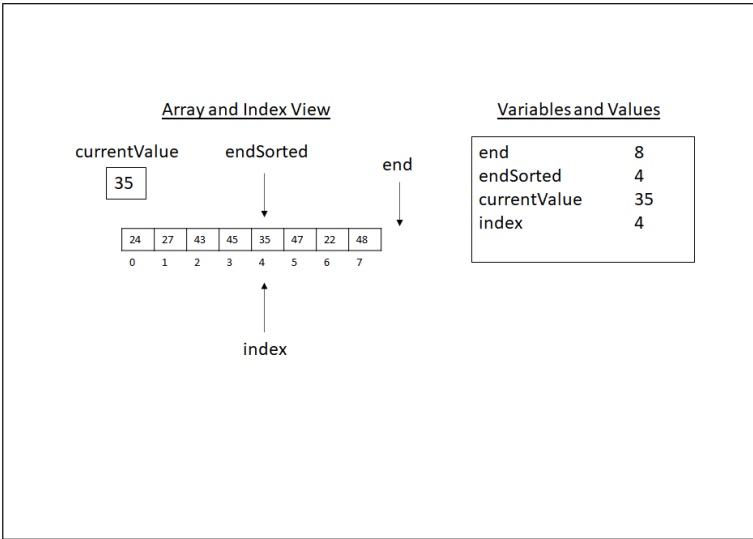 Array and Index View
Variables and Values
currentValue
endSorted
end
35
end 8
endSorted 4
currentValue 35
index 4
24 27 43 45 35 47 22 48
0 1 2 3 4 5 6 7
index